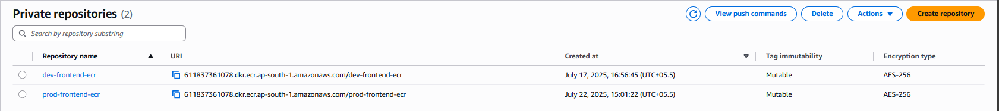 Private repositories (2)
View push commands
Delete
Actions
Create repository
Search by repository substring
Repository name URI Created at Tag immutability Encryption type
dev-frontend-ecr 611837361078.dkr.ecr.ap-south-1.amazonaws.com/dev-frontend-ecr July 17, 2025, 16:56:45 (UTC+05.5) Mutable AES-256
prod-frontend-ecr 611837361078.dkr.ecr.ap-south-1.amazonaws.com/prod-frontend-ecr July 22, 2025, 15:01:22 (UTC+05.5) Mutable AES-256